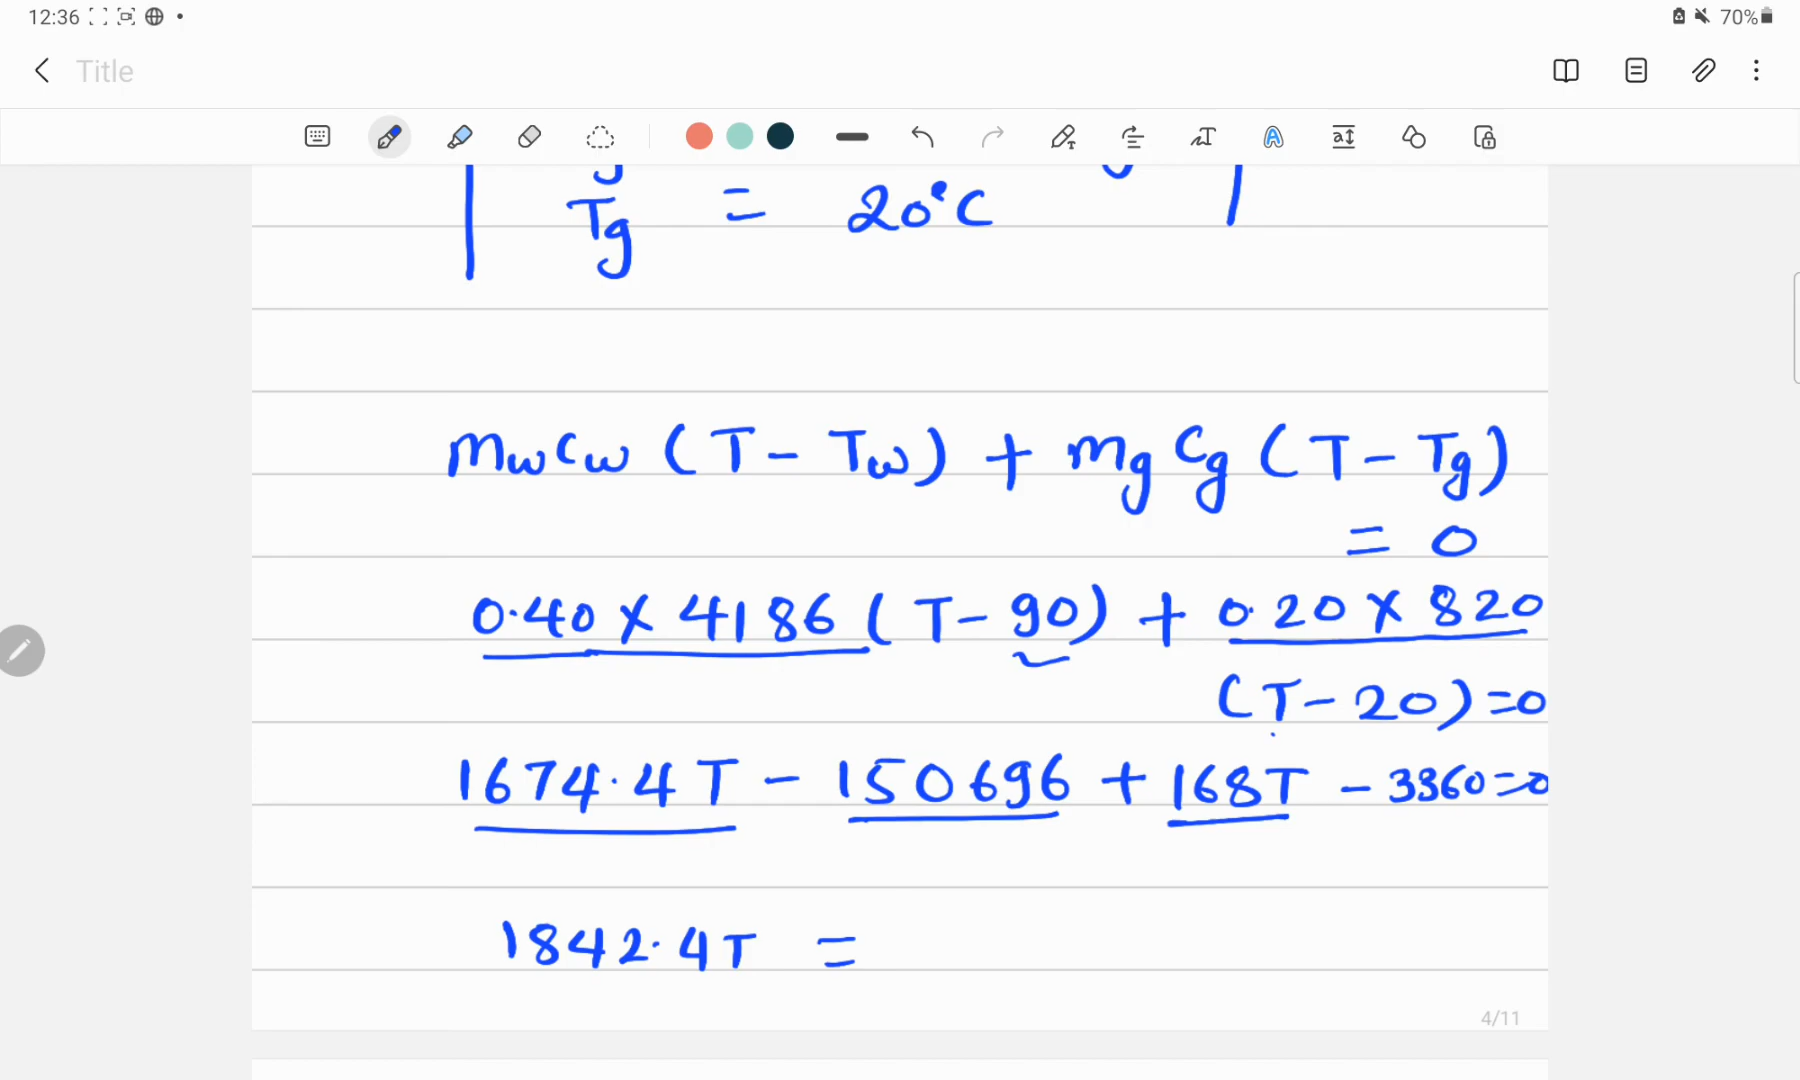 12:36
70%
Title
Tg = 20°C
mwcw (T - Tw) + mg cg (T - Tg)
= 0
0.40 × 4186 (T - 90) + 0.20 × 820
(T - 20) = 0
1674.4 T - 150696 + 168T - 3360=0
1842.4 T =
4/11